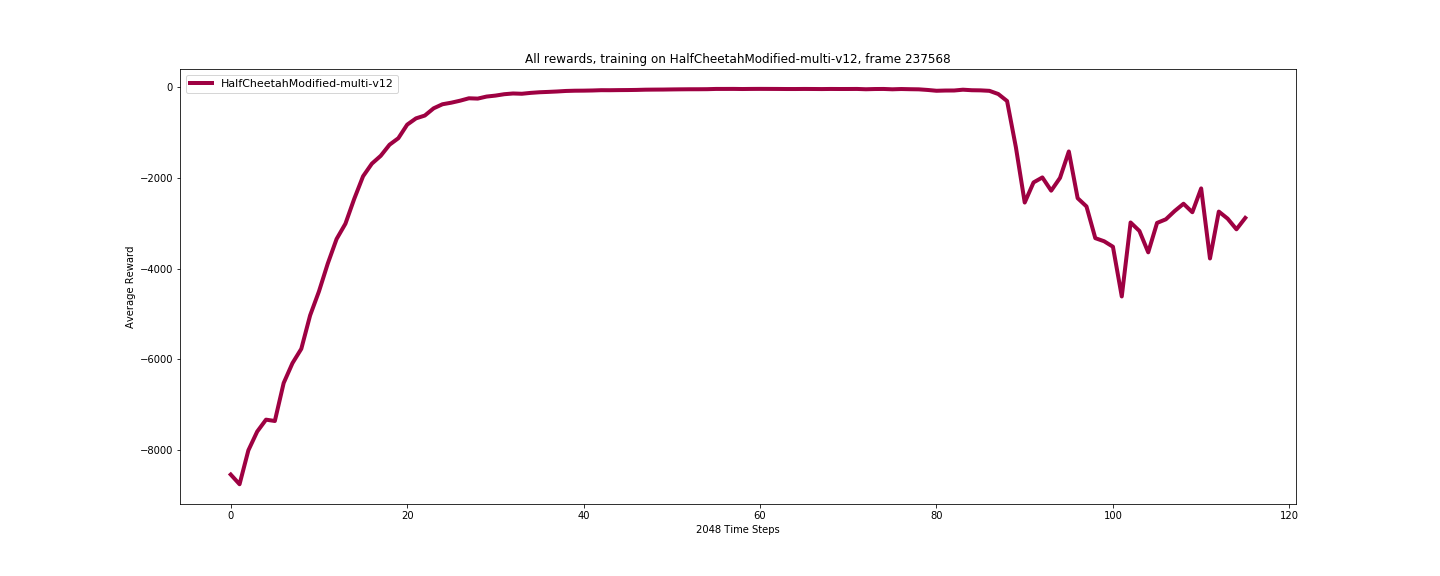 All rewards, training on HalfCheetahModified-multi-v12, frame 237568
HalfCheetahModified-multi-v12
0
−2000
−4000
−6000
−8000
Average Reward
0 20 40 60 80 100 120
2048 Time Steps